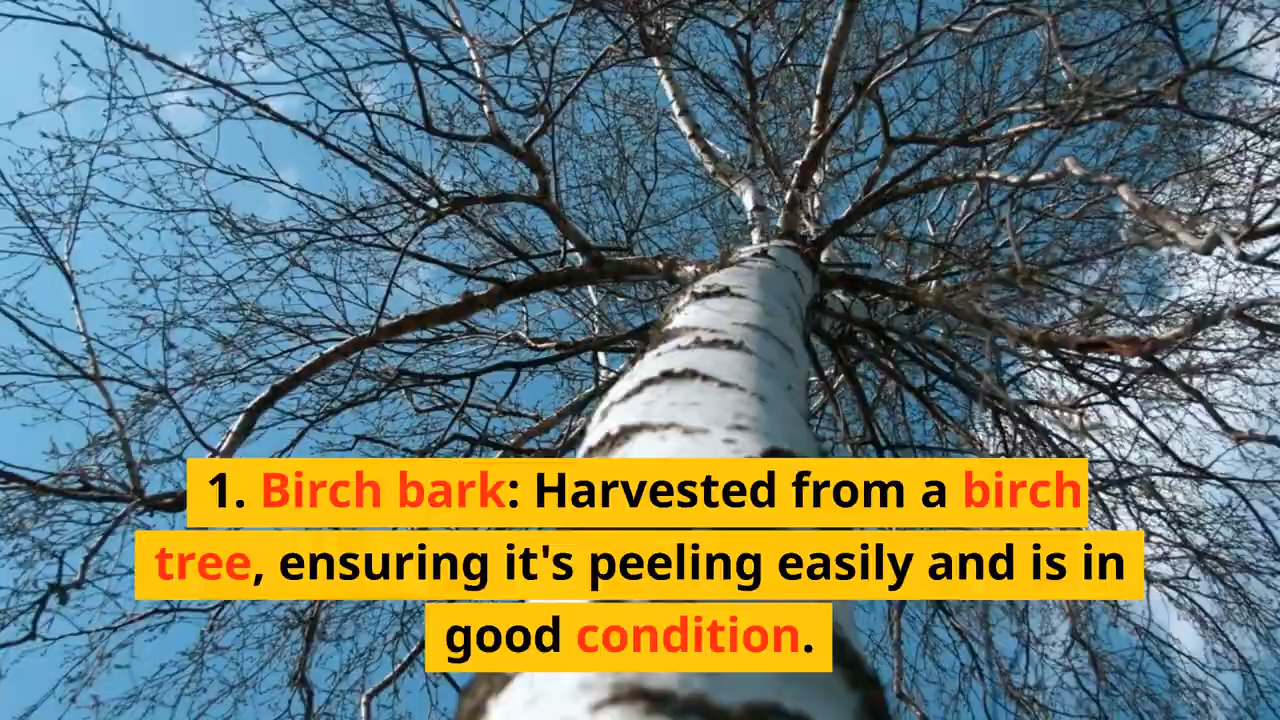 1. Birch bark: Harvested from a birch
tree, ensuring it's peeling easily and is in
good condition.